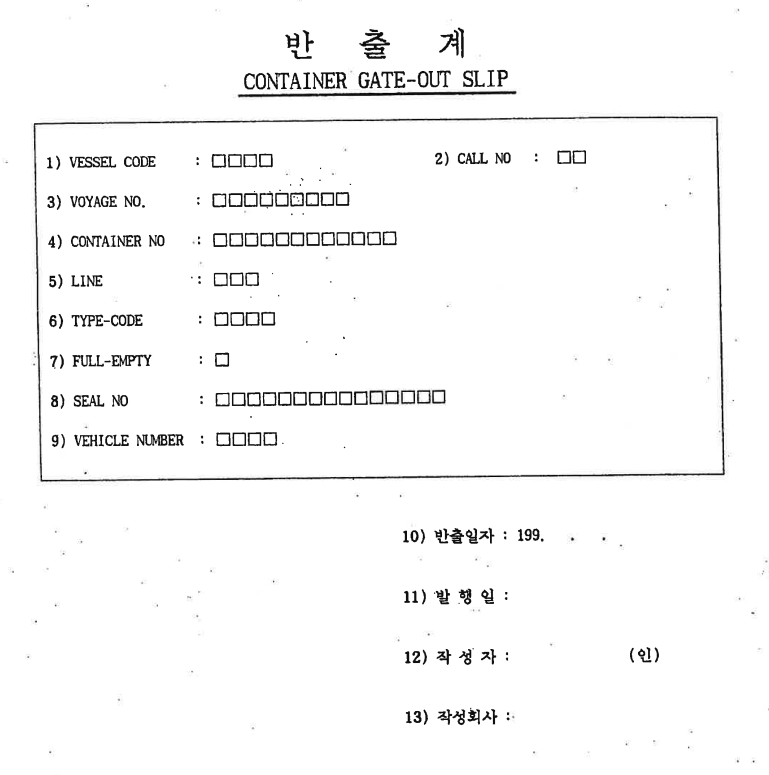 반 출 계
CONTAINER GATE-OUT SLIP
1) VESSEL CODE : □□□□ 2) CALL NO : □□
3) VOYAGE NO. : □□□□□□□□□
4) CONTAINER NO : □□□□□□□□□□□□
5) LINE : □□□
6) TYPE-CODE : □□□□
7) FULL-EMPTY : □
8) SEAL NO : □□□□□□□□□□□□□□□
9) VEHICLE NUMBER : □□□□
10) 반출일자 : 199. . .
11) 발 행 일 :
12) 작 성 자 : (인)
13) 작성회사 :